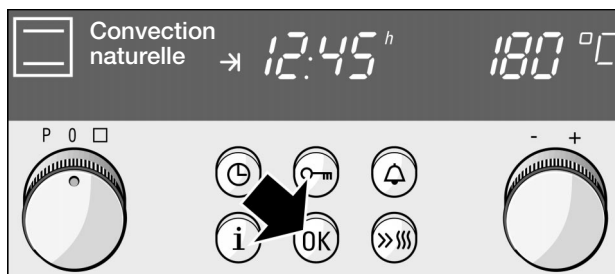 Convection
naturelle
12:45 h
180 °C
P 0
- +
i
OK